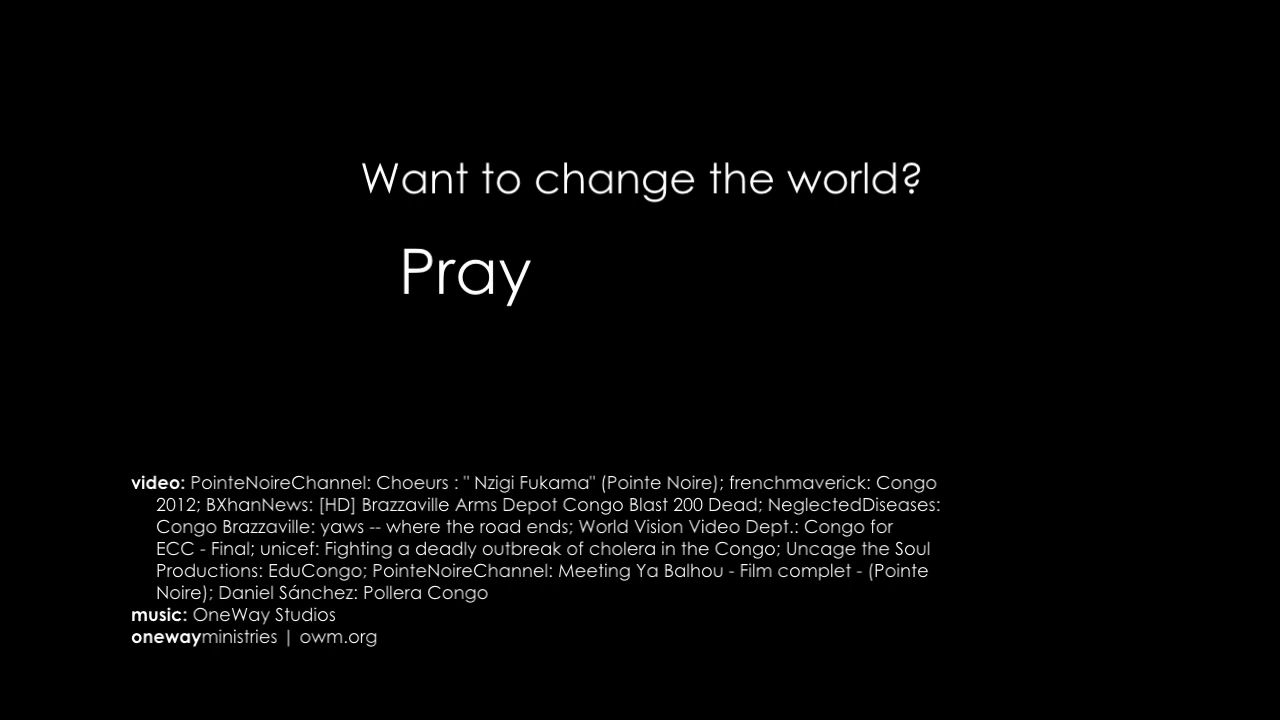 Want to change the world?
Pray
video: PointeNoireChannel: Choeurs : " Nzigi Fukama" (Pointe Noire); frenchmaverick: Congo
2012; BXhanNews: [HD] Brazzaville Arms Depot Congo Blast 200 Dead; NeglectedDiseases:
Congo Brazzaville: yaws -- where the road ends; World Vision Video Dept.: Congo for
ECC - Final; unicef: Fighting a deadly outbreak of cholera in the Congo; Uncage the Soul
Productions: EduCongo; PointeNoireChannel: Meeting Ya Balhou - Film complet - (Pointe
Noire); Daniel Sánchez: Pollera Congo
music: OneWay Studios
onewayministries | owm.org